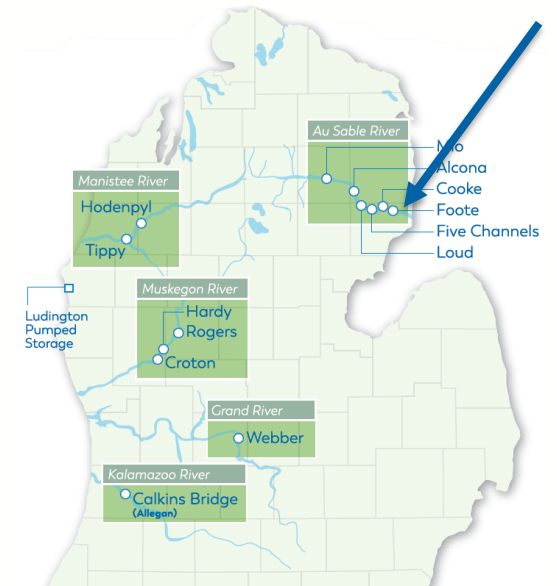 Au Sable River
Mio
Alcona
Cooke
Foote
Five Channels
Loud
Manistee River
Hodenpyl
Tippy
Ludington
Pumped
Storage
Muskegon River
Hardy
Rogers
Croton
Grand River
Webber
Kalamazoo River
Calkins Bridge
(Allegan)